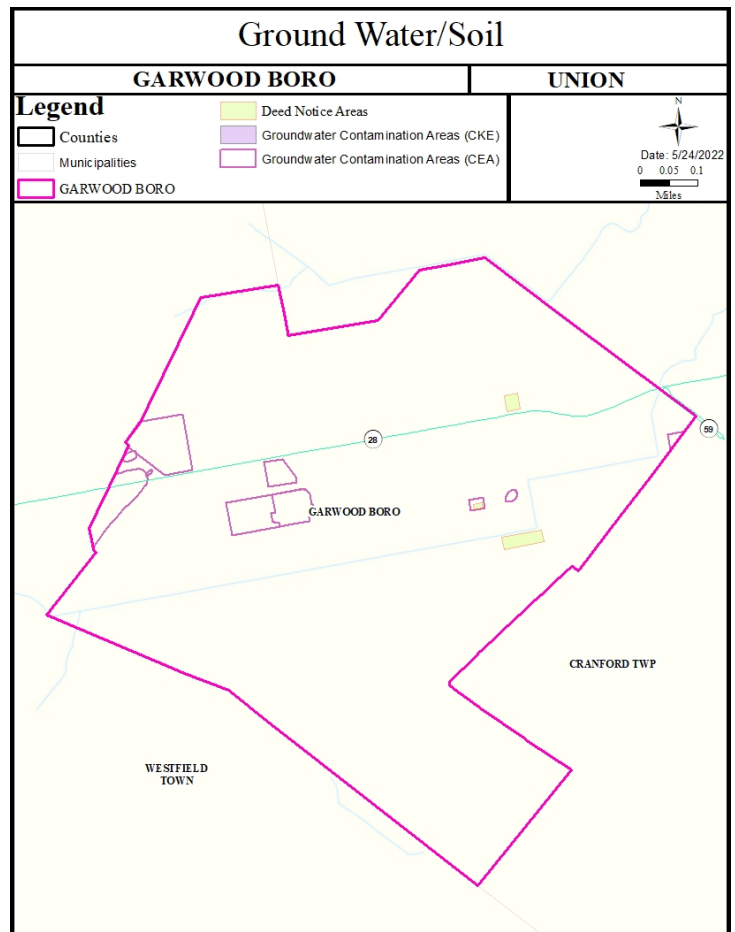 Ground Water/Soil
GARWOOD BORO
UNION
Legend
Counties
Municipalities
GARWOOD BORO
Deed Notice Areas
Groundwater Contamination Areas (CKE)
Groundwater Contamination Areas (CEA)
N
Date: 5/24/2022
0 0.05 0.1
Miles
28
59
GARWOOD BORO
CRANFORD TWP
WESTFIELD
TOWN